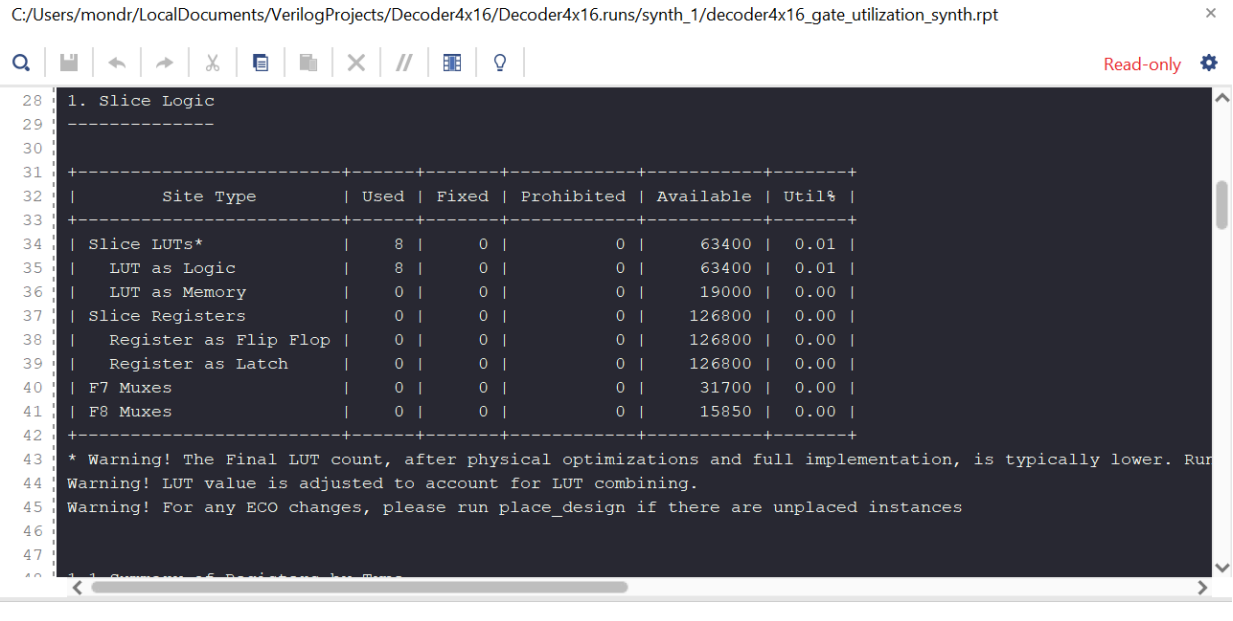 C:/Users/mondr/LocalDocuments/VerilogProjects/Decoder4x16/Decoder4x16.runs/synth_1/decoder4x16_gate_utilization_synth.rpt
Read-only
28 1. Slice Logic
29 --------------
30
31 +-------------------------+------+-------+------------+-----------+-------+
32 |        Site Type        | Used | Fixed | Prohibited | Available | Util% |
33 +-------------------------+------+-------+------------+-----------+-------+
34 | Slice LUTs*             |    8 |     0 |          0 |     63400 |  0.01 |
35 |   LUT as Logic          |    8 |     0 |          0 |     63400 |  0.01 |
36 |   LUT as Memory         |    0 |     0 |          0 |     19000 |  0.00 |
37 | Slice Registers         |    0 |     0 |          0 |    126800 |  0.00 |
38 |   Register as Flip Flop |    0 |     0 |          0 |    126800 |  0.00 |
39 |   Register as Latch     |    0 |     0 |          0 |    126800 |  0.00 |
40 | F7 Muxes                |    0 |     0 |          0 |     31700 |  0.00 |
41 | F8 Muxes                |    0 |     0 |          0 |     15850 |  0.00 |
42 +-------------------------+------+-------+------------+-----------+-------+
43 * Warning! The Final LUT count, after physical optimizations and full implementation, is typically lower. Run
44 Warning! LUT value is adjusted to account for LUT combining.
45 Warning! For any ECO changes, please run place_design if there are unplaced instances
46
47